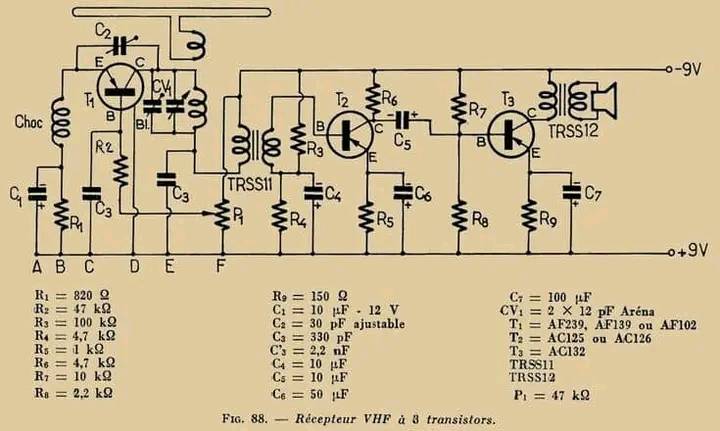 C2
E C
-9V
T1
CV1
Choc
B
B1.
R2
T2
C
R6
R7
T3
C
TRSS12
B
R3
C5
B
E
E
TRSS11
C1
C3
C3
P1
R4
C4
R5
C6
R8
R9
C7
R1
+9V
A B C D E F
R1 = 820 Ω
R2 = 47 kΩ
R3 = 100 kΩ
R4 = 4,7 kΩ
R5 = 1 kΩ
R6 = 4,7 kΩ
R7 = 10 kΩ
R8 = 2,2 kΩ
R9 = 150 Ω
C1 = 10 µF - 12 V
C2 = 30 pF ajustable
C3 = 330 pF
C'3 = 2,2 nF
C4 = 10 µF
C5 = 10 µF
C6 = 50 µF
C7 = 100 µF
CV1 = 2 × 12 pF Aréna
T1 = AF239, AF139 ou AF102
T2 = AC125 ou AC126
T3 = AC132
TRSS11
TRSS12
P1 = 47 kΩ
FIG. 88. — Récepteur VHF à 3 transistors.